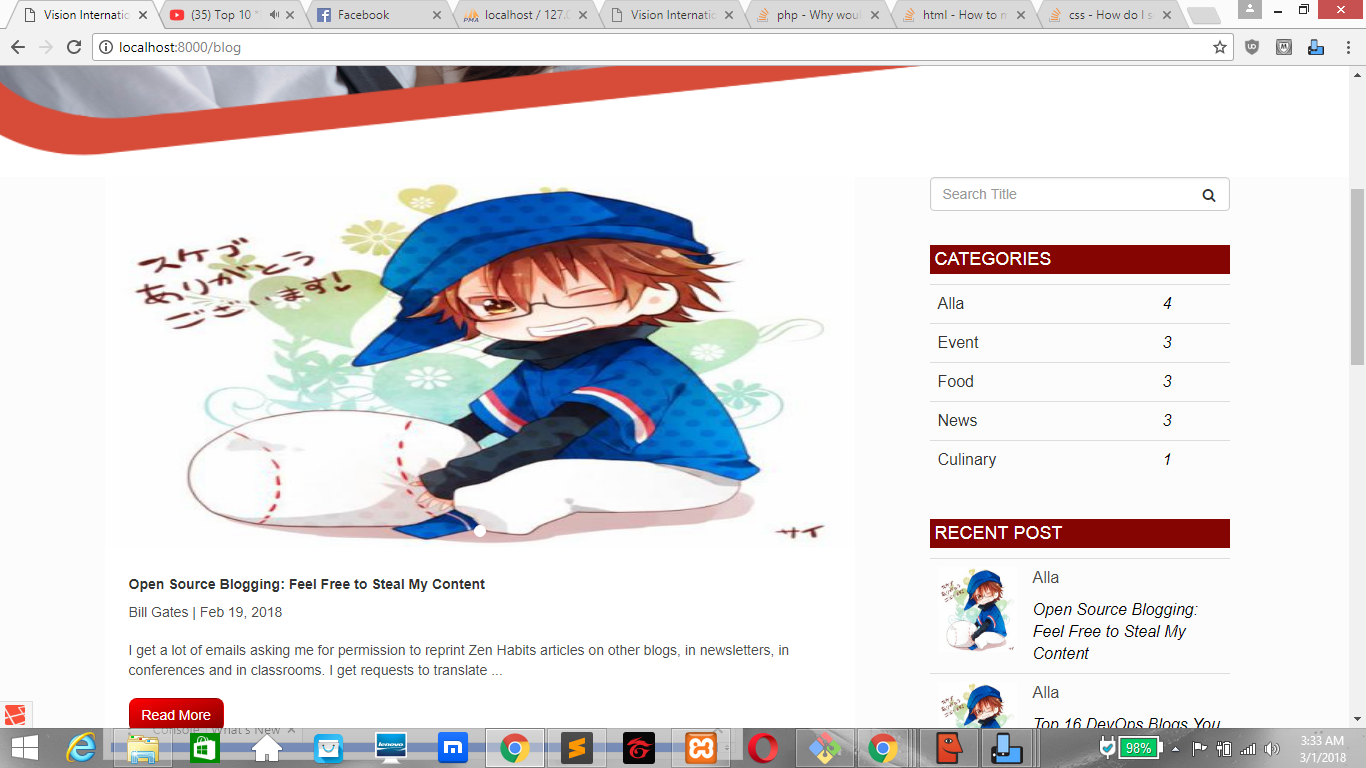 Vision Internatio
(35) Top 10
Facebook
localhost / 127.0
Vision Internatio
php - Why woul
html - How to m
css - How do I s
localhost:8000/blog
スケブ
ありがとう
ございます!
サイ
Open Source Blogging: Feel Free to Steal My Content
Bill Gates | Feb 19, 2018
I get a lot of emails asking me for permission to reprint Zen Habits articles on other blogs, in newsletters, in
conferences and in classrooms. I get requests to translate ...
Read More
Search Title
CATEGORIES
Alla 4
Event 3
Food 3
News 3
Culinary 1
RECENT POST
Alla
Open Source Blogging:
Feel Free to Steal My
Content
Alla
Top 16 DevOps Blogs You
Console What's New
lenovo
98%
3:33 AM
3/1/2018